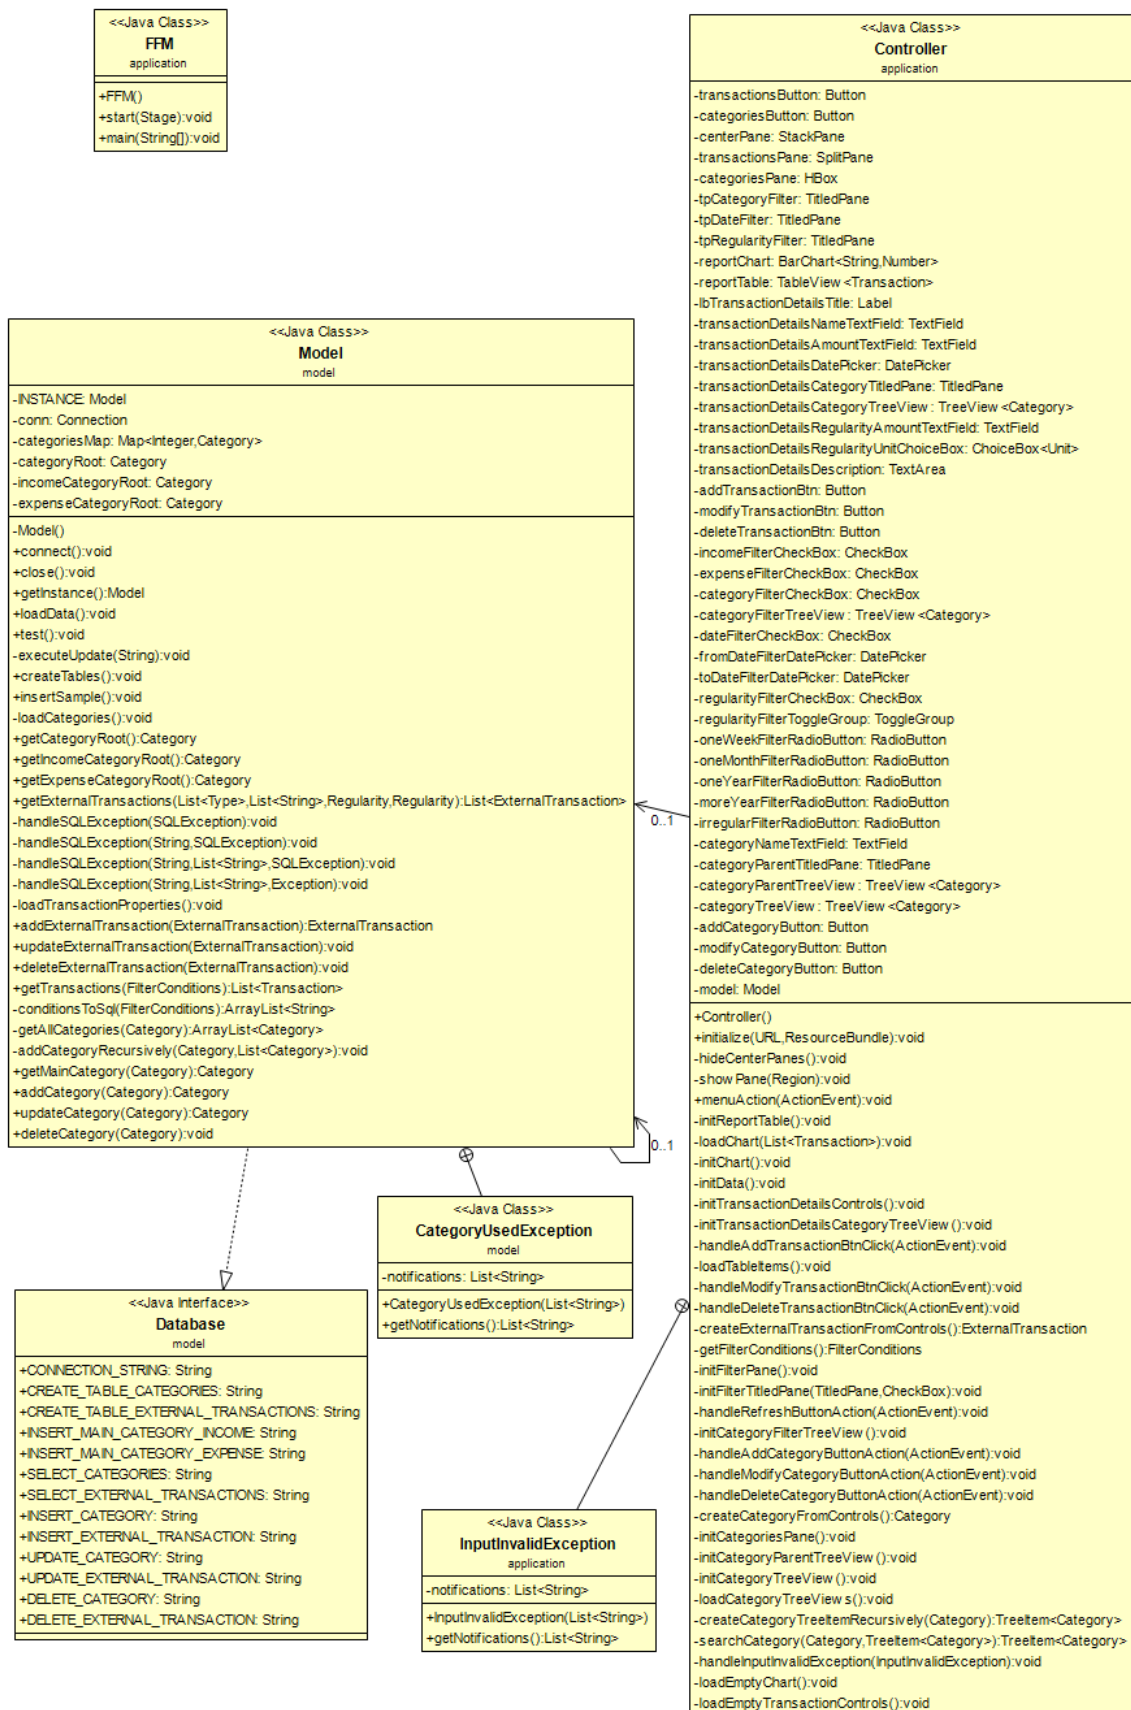 <<Java Class>>
FFM
application
+FFM()
+start(Stage):void
+main(String[]):void
<<Java Class>>
Controller
application
-transactionsButton: Button
-categoriesButton: Button
-centerPane: StackPane
-transactionsPane: SplitPane
-categoriesPane: HBox
-tpCategoryFilter: TitledPane
-tpDateFilter: TitledPane
-tpRegularityFilter: TitledPane
-reportChart: BarChart<String,Number>
-reportTable: TableView<Transaction>
-lbTransactionDetailsTitle: Label
-transactionDetailsNameTextField: TextField
-transactionDetailsAmountTextField: TextField
-transactionDetailsDatePicker: DatePicker
-transactionDetailsCategoryTitledPane: TitledPane
-transactionDetailsCategoryTreeView: TreeView<Category>
-transactionDetailsRegularityAmountTextField: TextField
-transactionDetailsRegularityUnitChoiceBox: ChoiceBox<Unit>
-transactionDetailsDescription: TextArea
-addTransactionBtn: Button
-modifyTransactionBtn: Button
-deleteTransactionBtn: Button
-incomeFilterCheckBox: CheckBox
-expenseFilterCheckBox: CheckBox
-categoryFilterCheckBox: CheckBox
-categoryFilterTreeView: TreeView<Category>
-dateFilterCheckBox: CheckBox
-fromDateFilterDatePicker: DatePicker
-toDateFilterDatePicker: DatePicker
-regularityFilterCheckBox: CheckBox
-regularityFilterToggleGroup: ToggleGroup
-oneWeekFilterRadioButton: RadioButton
-oneMonthFilterRadioButton: RadioButton
-oneYearFilterRadioButton: RadioButton
-moreYearFilterRadioButton: RadioButton
-irregularFilterRadioButton: RadioButton
-categoryNameTextField: TextField
-categoryParentTitledPane: TitledPane
-categoryParentTreeView: TreeView<Category>
-categoryTreeView: TreeView<Category>
-addCategoryButton: Button
-modifyCategoryButton: Button
-deleteCategoryButton: Button
-model: Model
+Controller()
+initialize(URL,ResourceBundle):void
-hideCenterPanes():void
-showPane(Region):void
+menuAction(ActionEvent):void
-initReportTable():void
-loadChart(List<Transaction>):void
-initChart():void
-initData():void
-initTransactionDetailsControls():void
-initTransactionDetailsCategoryTreeView():void
-handleAddTransactionBtnClick(ActionEvent):void
-loadTableItems():void
-handleModifyTransactionBtnClick(ActionEvent):void
-handleDeleteTransactionBtnClick(ActionEvent):void
-createExternalTransactionFromControls():ExternalTransaction
-getFilterConditions():FilterConditions
-initFilterPane():void
-initFilterTitledPane(TitledPane,CheckBox):void
-handleRefreshButtonAction(ActionEvent):void
-initCategoryFilterTreeView():void
-handleAddCategoryButtonAction(ActionEvent):void
-handleModifyCategoryButtonAction(ActionEvent):void
-handleDeleteCategoryButtonAction(ActionEvent):void
-createCategoryFromControls():Category
-initCategoriesPane():void
-initCategoryParentTreeView():void
-initCategoryTreeView():void
-loadCategoryTreeViews():void
-createCategoryTreeItemRecursively(Category):TreeItem<Category>
-searchCategory(Category,TreeItem<Category>):TreeItem<Category>
-handleInputInvalidException(InputInvalidException):void
-loadEmptyChart():void
-loadEmptyTransactionControls():void
<<Java Class>>
Model
model
-INSTANCE: Model
-conn: Connection
-categoriesMap: Map<Integer,Category>
-categoryRoot: Category
-incomeCategoryRoot: Category
-expenseCategoryRoot: Category
-Model()
+connect():void
+close():void
+getInstance():Model
+loadData():void
+test():void
-executeUpdate(String):void
+createTables():void
+insertSample():void
-loadCategories():void
+getCategoryRoot():Category
+getIncomeCategoryRoot():Category
+getExpenseCategoryRoot():Category
+getExternalTransactions(List<Type>,List<String>,Regularity,Regularity):List<ExternalTransaction>
-handleSQLException(SQLException):void
-handleSQLException(String,SQLException):void
-handleSQLException(String,List<String>,SQLException):void
-handleSQLException(String,List<String>,Exception):void
-loadTransactionProperties():void
+addExternalTransaction(ExternalTransaction):ExternalTransaction
+updateExternalTransaction(ExternalTransaction):void
+deleteExternalTransaction(ExternalTransaction):void
+getTransactions(FilterConditions):List<Transaction>
-conditionsToSql(FilterConditions):ArrayList<String>
-getAllCategories(Category):ArrayList<Category>
-addCategoryRecursively(Category,List<Category>):void
+getMainCategory(Category):Category
+addCategory(Category):Category
+updateCategory(Category):Category
+deleteCategory(Category):void
0..1
0..1
<<Java Class>>
CategoryUsedException
model
-notifications: List<String>
+CategoryUsedException(List<String>)
+getNotifications():List<String>
<<Java Interface>>
Database
model
+CONNECTION_STRING: String
+CREATE_TABLE_CATEGORIES: String
+CREATE_TABLE_EXTERNAL_TRANSACTIONS: String
+INSERT_MAIN_CATEGORY_INCOME: String
+INSERT_MAIN_CATEGORY_EXPENSE: String
+SELECT_CATEGORIES: String
+SELECT_EXTERNAL_TRANSACTIONS: String
+INSERT_CATEGORY: String
+INSERT_EXTERNAL_TRANSACTION: String
+UPDATE_CATEGORY: String
+UPDATE_EXTERNAL_TRANSACTION: String
+DELETE_CATEGORY: String
+DELETE_EXTERNAL_TRANSACTION: String
<<Java Class>>
InputInvalidException
application
-notifications: List<String>
+InputInvalidException(List<String>)
+getNotifications():List<String>